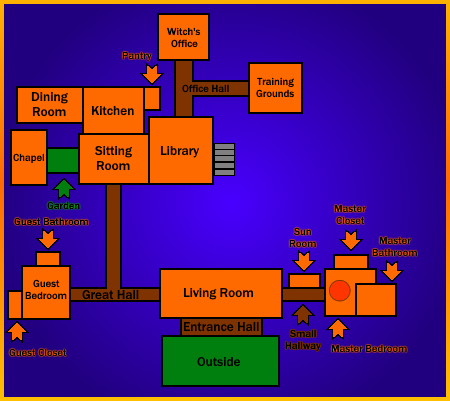 Witch's
Office
Pantry
Office Hall
Training
Grounds
Dining
Room
Kitchen
Chapel
Sitting
Room
Library
Garden
Guest Bathroom
Guest
Bedroom
Guest Closet
Great Hall
Living Room
Entrance Hall
Outside
Sun
Room
Small
Hallway
Master
Closet
Master
Bathroom
Master Bedroom